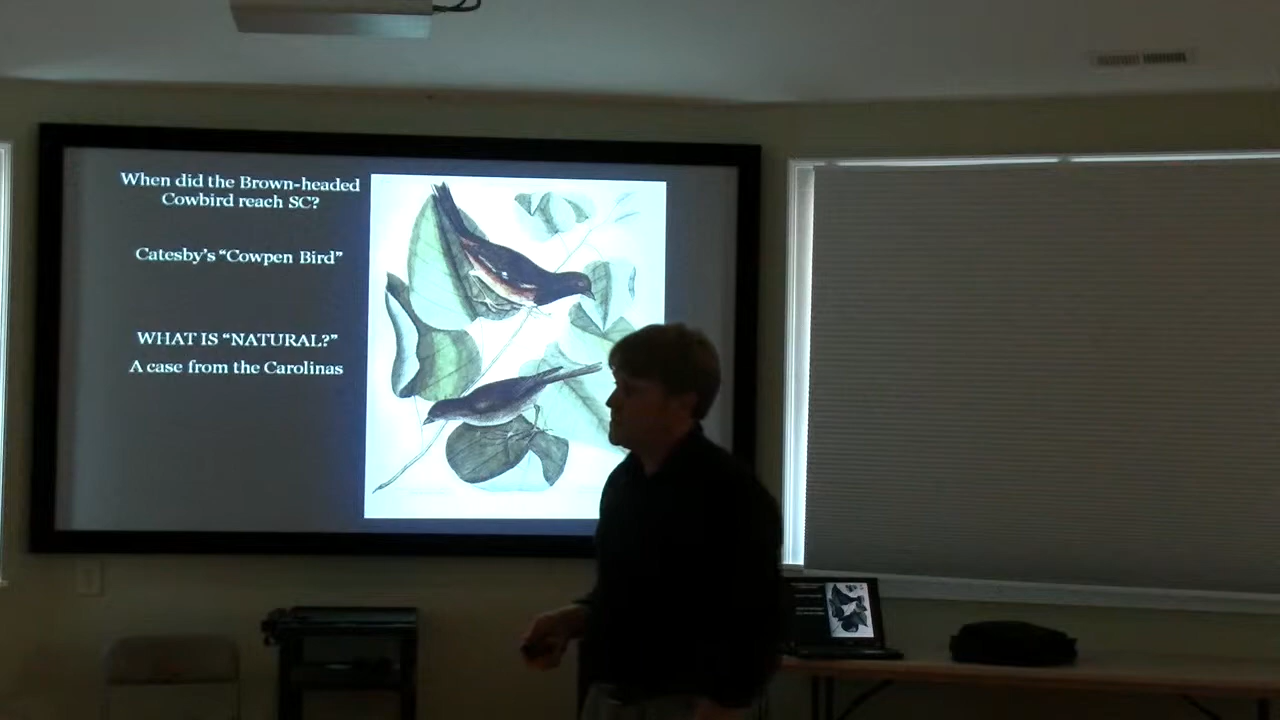 When did the Brown-headed
Cowbird reach SC?
Catesby's “Cowpen Bird”
WHAT IS “NATURAL?”
A case from the Carolinas